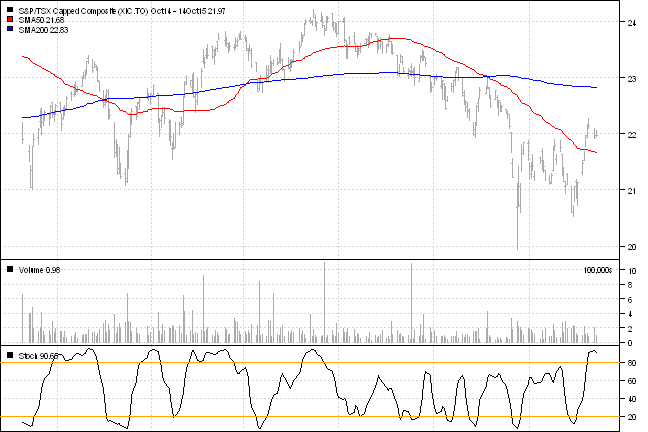 S&P/TSX Capped Composite (XIC.TO) Oct14 - 14Oct15 21.97
SMA50 21.68
SMA200 22.83
24
23
22
21
20
Volume 0.98
100,000s
10
8
6
4
2
0
Stoch 90.65
80
60
40
20